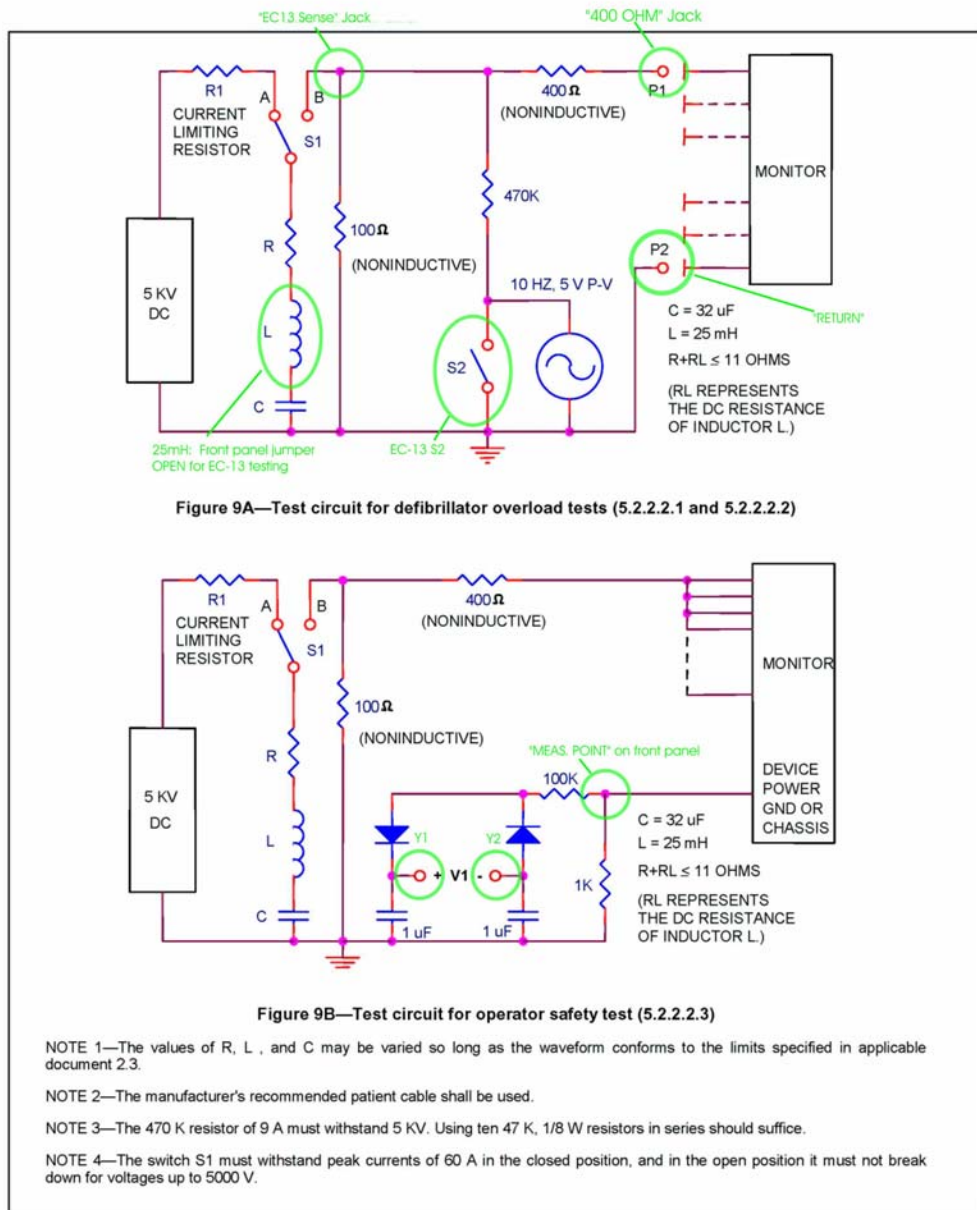 "EC13 Sense" Jack
"400 OHM" Jack
R1
CURRENT
LIMITING
RESISTOR
A
B
S1
400Ω
(NONINDUCTIVE)
P1
MONITOR
R
100Ω
(NONINDUCTIVE)
470K
5 KV
DC
L
C
10 HZ, 5 V P-V
S2
P2
"RETURN"
C = 32 uF
L = 25 mH
R+RL ≤ 11 OHMS
(RL REPRESENTS
THE DC RESISTANCE
OF INDUCTOR L.)
25mH: Front panel jumper
OPEN for EC-13 testing
EC-13 S2
Figure 9A—Test circuit for defibrillator overload tests (5.2.2.2.1 and 5.2.2.2.2)
R1
CURRENT
LIMITING
RESISTOR
A
B
S1
400Ω
(NONINDUCTIVE)
MONITOR
100Ω
(NONINDUCTIVE)
R
5 KV
DC
L
C
"MEAS. POINT" on front panel
100K
DEVICE
POWER
GND OR
CHASSIS
Y1
Y2
+ V1 -
1K
1 uF
1 uF
C = 32 uF
L = 25 mH
R+RL ≤ 11 OHMS
(RL REPRESENTS
THE DC RESISTANCE
OF INDUCTOR L.)
Figure 9B—Test circuit for operator safety test (5.2.2.2.3)
NOTE 1—The values of R, L , and C may be varied so long as the waveform conforms to the limits specified in applicable
document 2.3.
NOTE 2—The manufacturer's recommended patient cable shall be used.
NOTE 3—The 470 K resistor of 9 A must withstand 5 KV. Using ten 47 K, 1/8 W resistors in series should suffice.
NOTE 4—The switch S1 must withstand peak currents of 60 A in the closed position, and in the open position it must not break
down for voltages up to 5000 V.